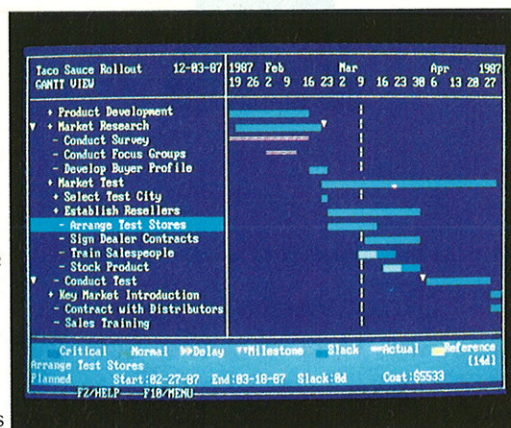 Taco Sauce Rollout 12-03-87 1987 Feb Mar Apr 1987
GANTT VIEW 19 26 2 9 16 23 2 9 16 23 30 6 13 20 27
+ Product Development
+ Market Research
- Conduct Survey
- Conduct Focus Groups
- Develop Buyer Profile
+ Market Test
+ Select Test City
+ Establish Resellers
- Arrange Test Stores
- Sign Dealer Contracts
- Train Salespeople
- Stock Product
- Conduct Test
+ Key Market Introduction
- Contract with Distributors
- Sales Training
Critical Normal Delay Milestone Slack Actual Reference
Arrange Test Stores [14d]
Planned Start:02-27-87 End:03-18-87 Slack:0d Cost:$5533
F2/HELP F10/MENU
s